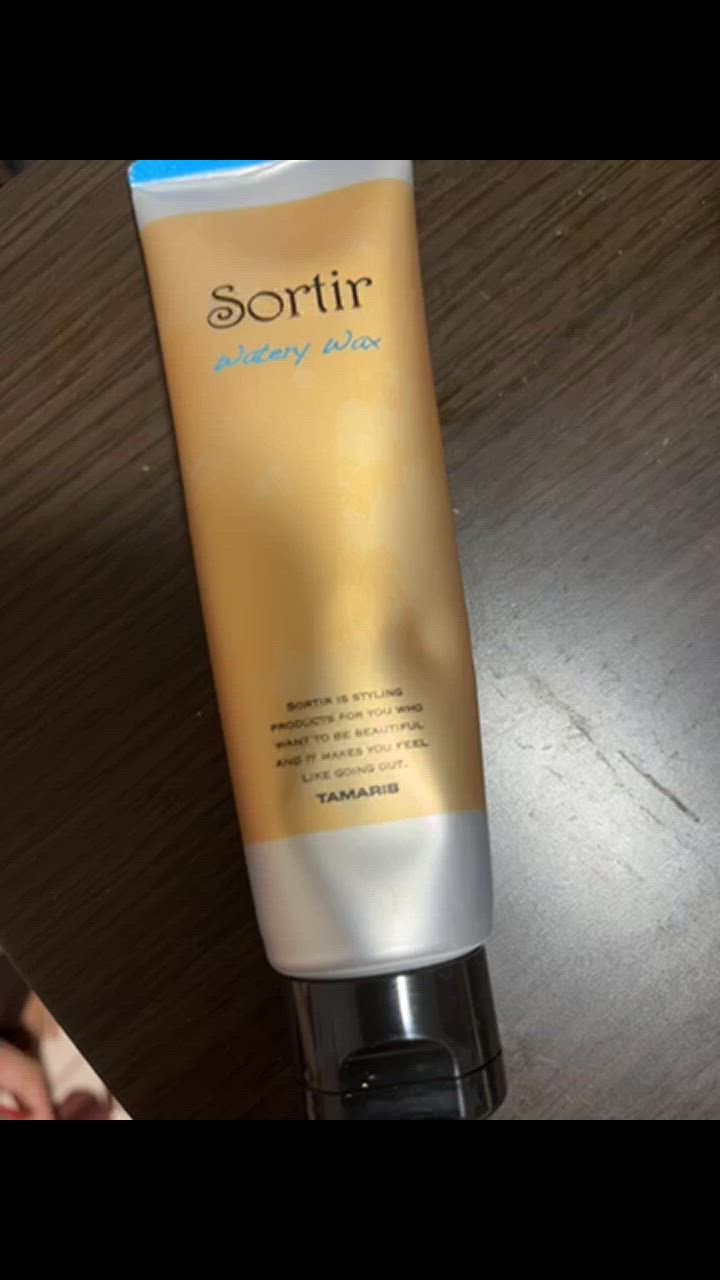 Sortir
Watery Wax
SORTIR IS STYLING
PRODUCTS FOR YOU WHO
WANT TO BE BEAUTIFUL
AND IT MAKES YOU FEEL
LIKE GOING OUT.
TAMARIS